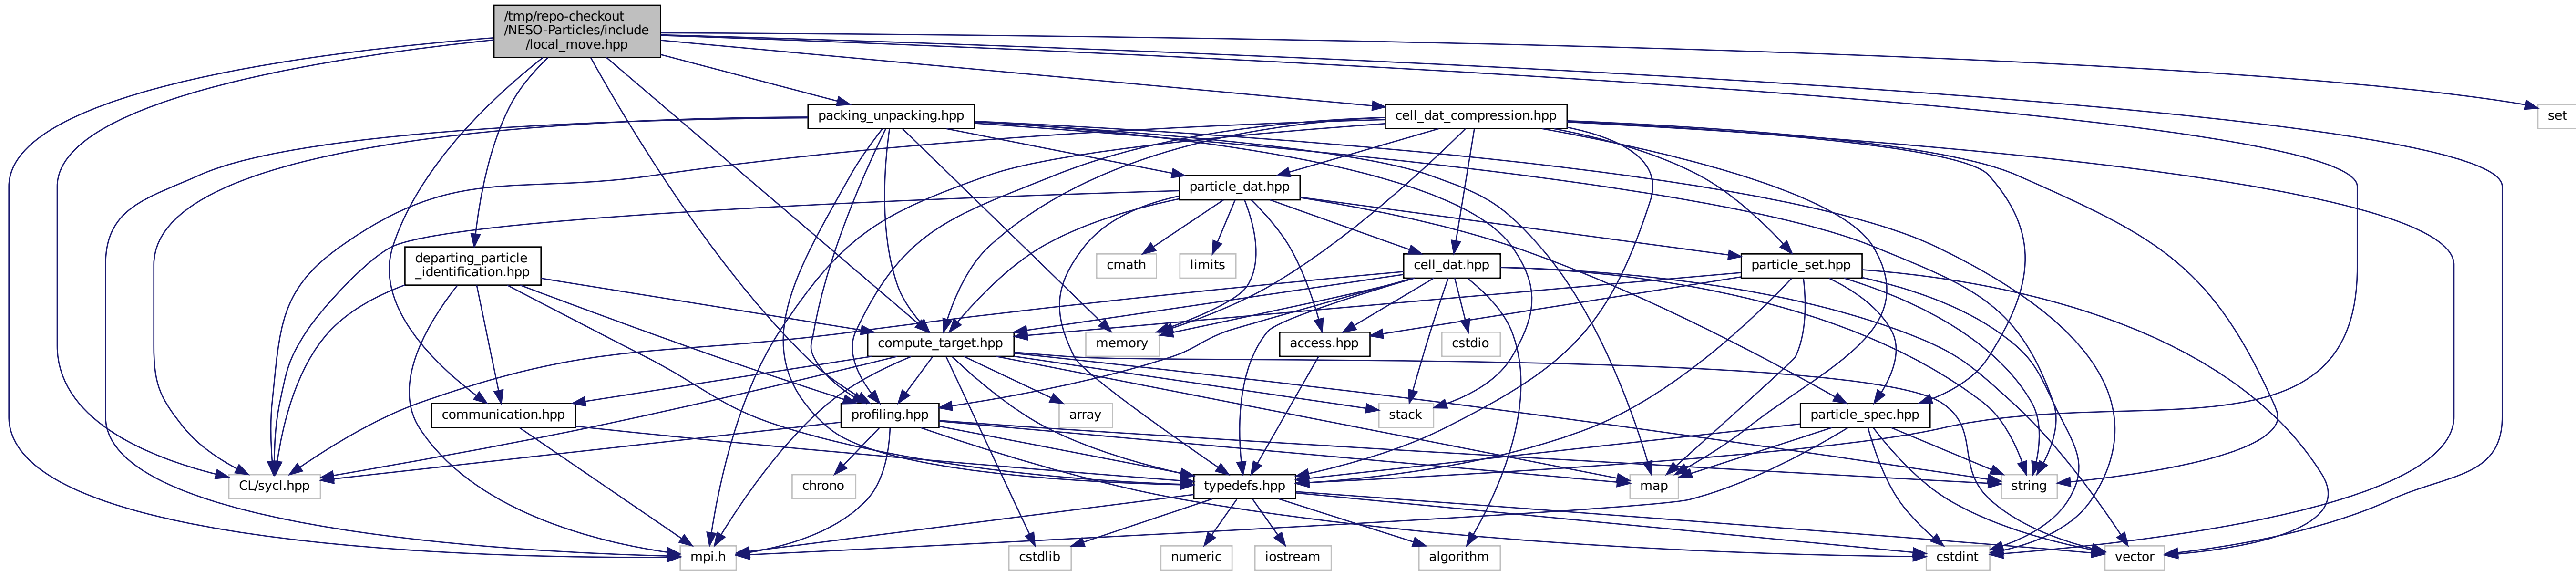 /tmp/repo-checkout
/NESO-Particles/include
/local_move.hpp
packing_unpacking.hpp
cell_dat_compression.hpp
set
particle_dat.hpp
departing_particle
_identification.hpp
cmath
limits
cell_dat.hpp
particle_set.hpp
compute_target.hpp
memory
access.hpp
cstdio
communication.hpp
profiling.hpp
array
stack
particle_spec.hpp
CL/sycl.hpp
chrono
typedefs.hpp
map
string
mpi.h
cstdlib
numeric
iostream
algorithm
cstdint
vector